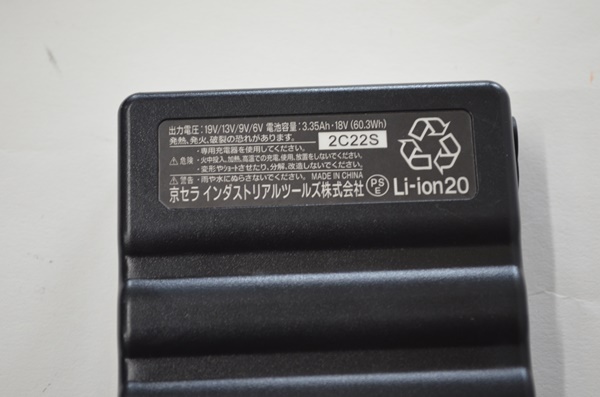 出力電圧:19V/13V/9V/6V 電池容量:3.35Ah・18V (60.3Wh)
発熱、発火、破裂の恐れがあります。
2C22S
・専用充電器を使用してください。
⚠危険 ・火中投入、加熱、高温での充電、使用、放置をしないでください。
・変形やショートさせたり、分解、改造しないでください。
⚠警告 ・雨や水にぬらさないでください。 MADE IN CHINA
京セラ インダストリアルツールズ株式会社 PSE Li-ion20